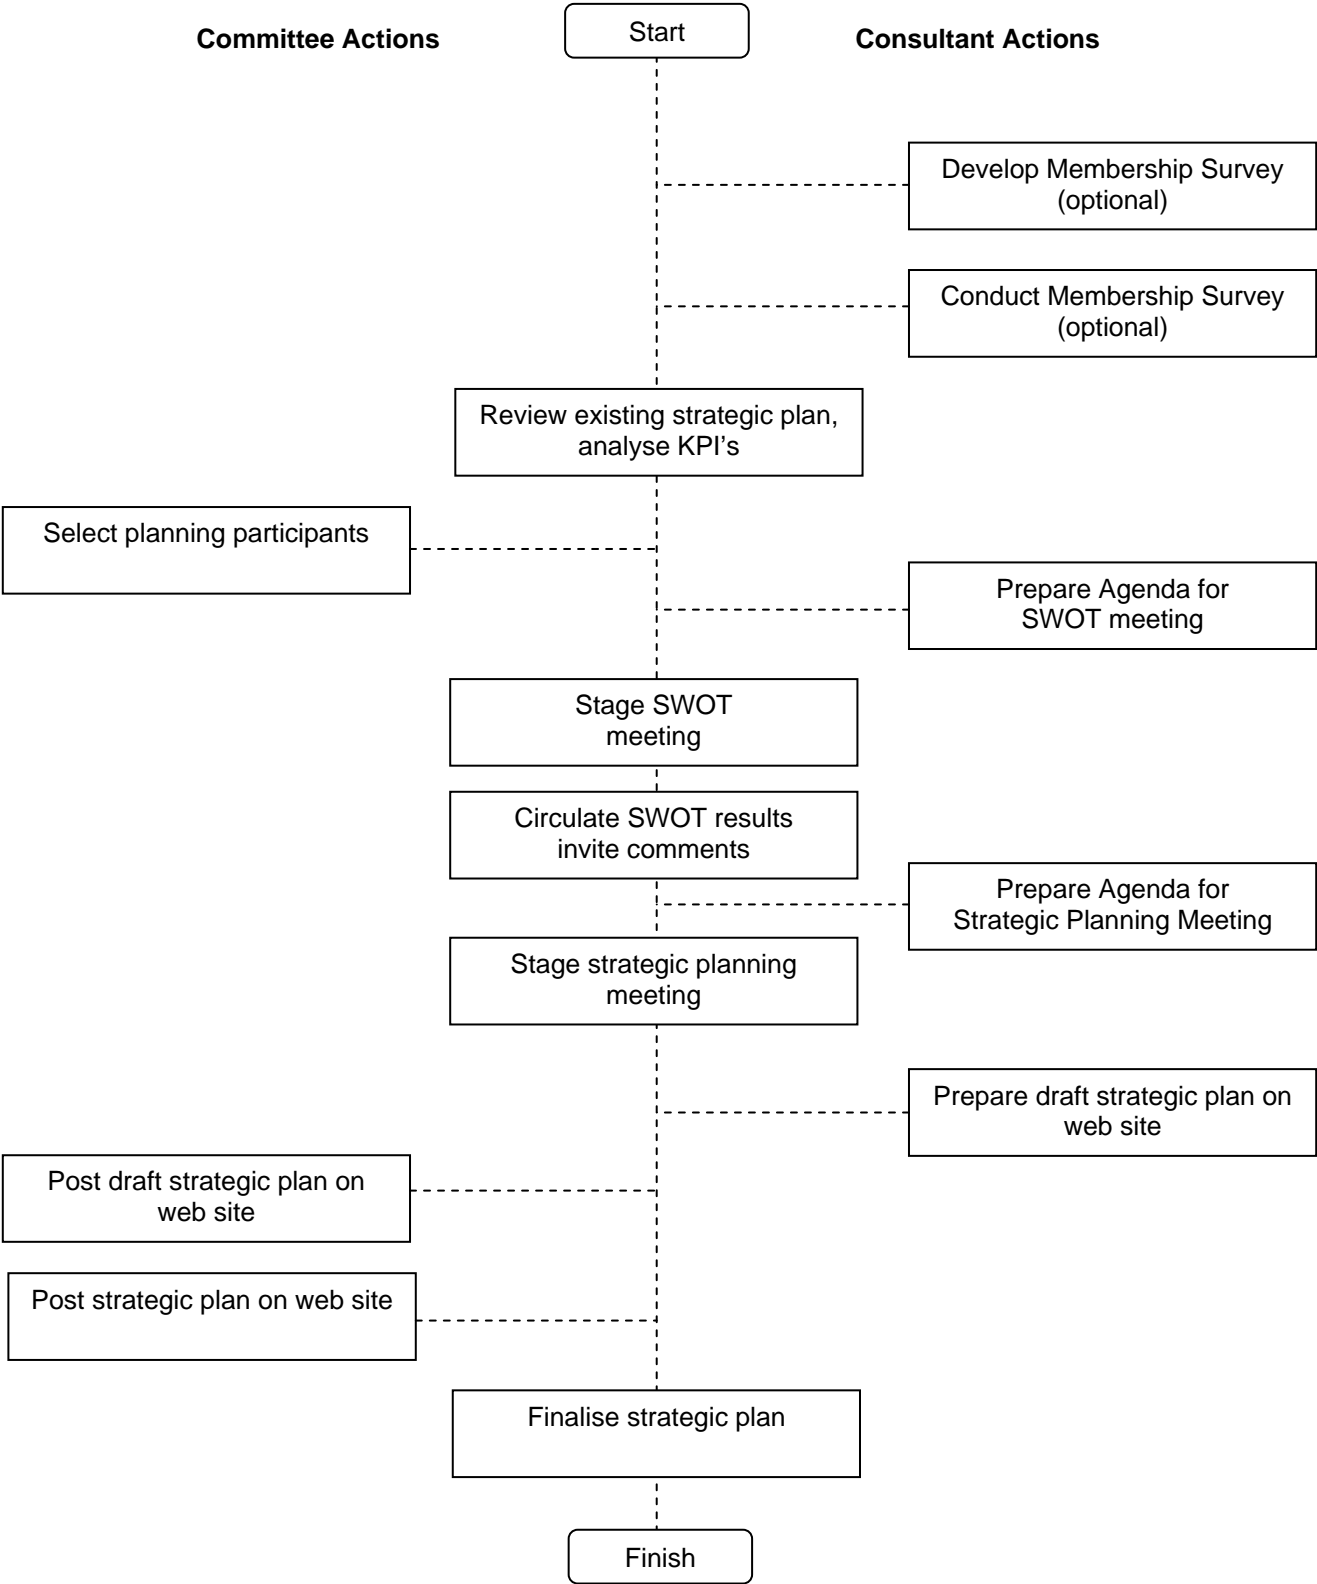 Committee Actions
Start
Consultant Actions
Develop Membership Survey
(optional)
Conduct Membership Survey
(optional)
Review existing strategic plan,
analyse KPI's
Select planning participants
Prepare Agenda for
SWOT meeting
Stage SWOT
meeting
Circulate SWOT results
invite comments
Prepare Agenda for
Strategic Planning Meeting
Stage strategic planning
meeting
Prepare draft strategic plan on
web site
Post draft strategic plan on
web site
Post strategic plan on web site
Finalise strategic plan
Finish